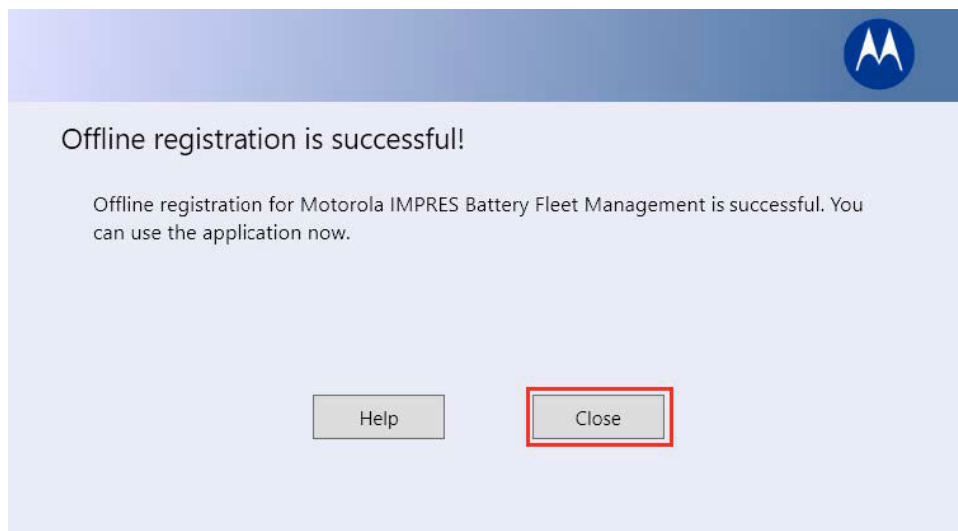 Offline registration is successful!
Offline registration for Motorola IMPRES Battery Fleet Management is successful. You
can use the application now.
Help
Close